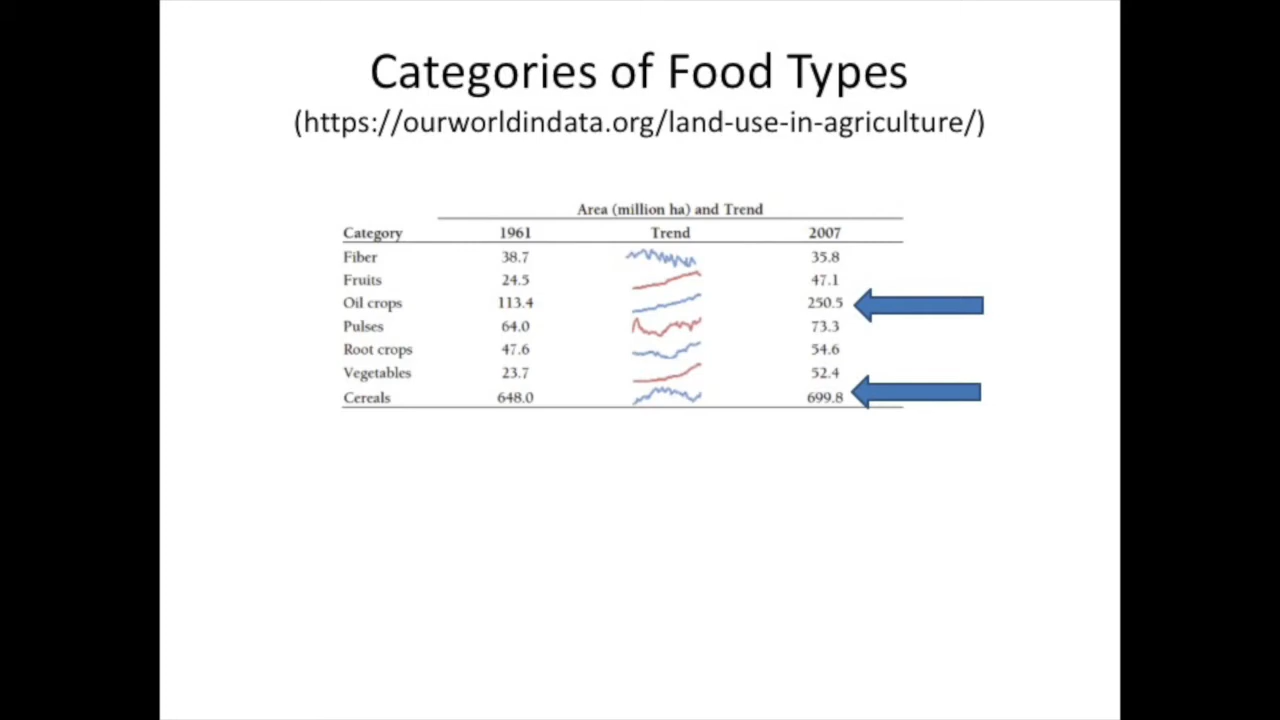 Categories of Food Types
(https://ourworldindata.org/land-use-in-agriculture/)
Area (million ha) and Trend
Category 1961 Trend 2007
Fiber 38.7 35.8
Fruits 24.5 47.1
Oil crops 113.4 250.5
Pulses 64.0 73.3
Root crops 47.6 54.6
Vegetables 23.7 52.4
Cereals 648.0 699.8